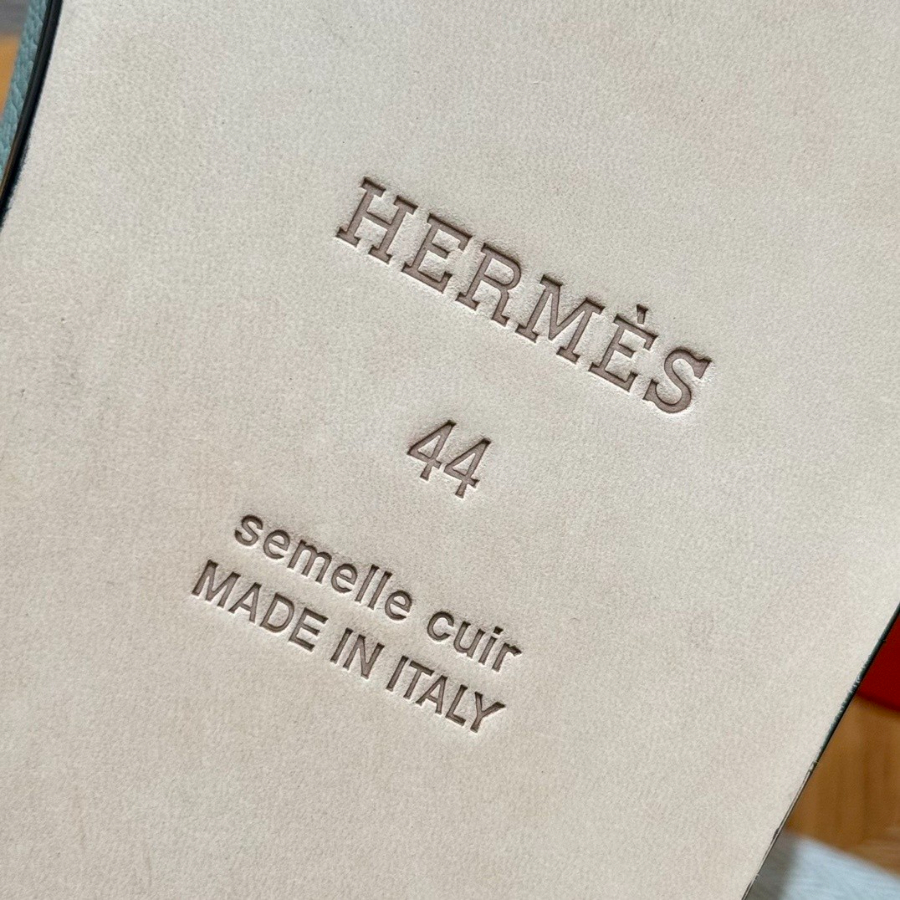 HERMÈS
44
semelle cuir
MADE IN ITALY